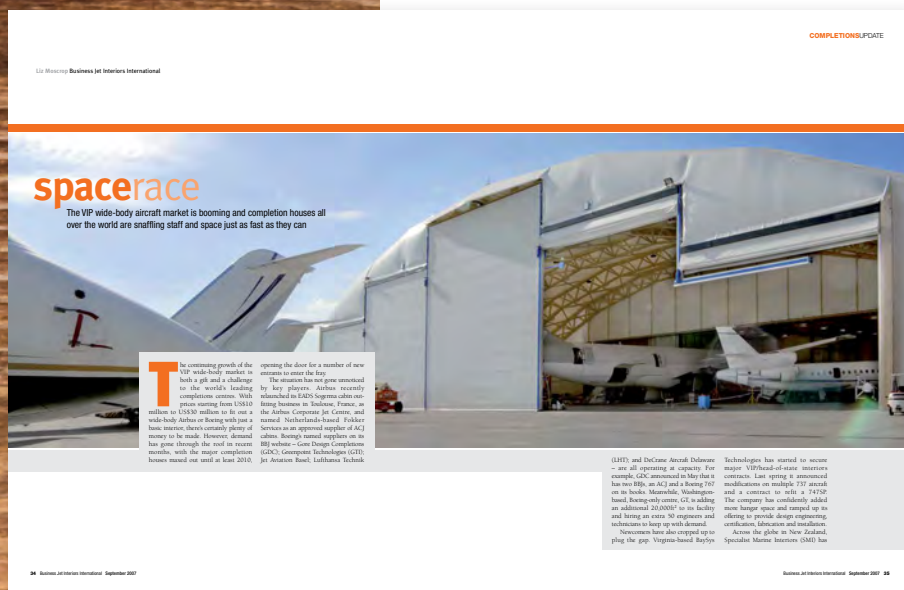 COMPLETIONSUPDATE
Liz Moscrop Business Jet Interiors International
spacerace
The VIP wide-body aircraft market is booming and completion houses all
over the world are snaffling staff and space just as fast as they can
The continuing growth of the
VIP wide-body market is
both a gift and a challenge
to the world's leading
completions centres. With
prices starting from US$10
million to US$30 million to fit out a
wide-body Airbus or Boeing with just a
basic interior, there's certainly plenty of
money to be made. However, demand
has gone through the roof in recent
months, with the major completion
houses maxed out until at least 2010,
opening the door for a number of new
entrants to enter the fray.
The situation has not gone unnoticed
by key players. Airbus recently
relaunched its EADS Sogerma cabin out-
fitting business in Toulouse, France, as
the Airbus Corporate Jet Centre, and
named Netherlands-based Fokker
Services as an approved supplier of ACJ
cabins. Boeing's named suppliers on its
BBJ website – Gore Design Completions
(GDC); Greenpoint Technologies (GTI);
Jet Aviation Basel; Lufthansa Technik
(LHT); and DeCrane Aircraft Delaware
– are all operating at capacity. For
example, GDC announced in May that it
has two BBJs, an ACJ and a Boeing 767
on its books. Meanwhile, Washington-
based, Boeing-only centre, GT, is adding
an additional 20,000ft² to its facility
and hiring an extra 50 engineers and
technicians to keep up with demand.
Newcomers have also cropped up to
plug the gap. Virginia-based BaySys
Technologies has started to secure
major VIP/head-of-state interiors
contracts. Last spring it announced
modifications on multiple 737 aircraft
and a contract to refit a 747SP.
The company has confidently added
more hangar space and ramped up its
offering to provide design engineering,
certification, fabrication and installation.
Across the globe in New Zealand,
Specialist Marine Interiors (SMI) has
34 Business Jet Interiors International September 2007
Business Jet Interiors International September 2007 35